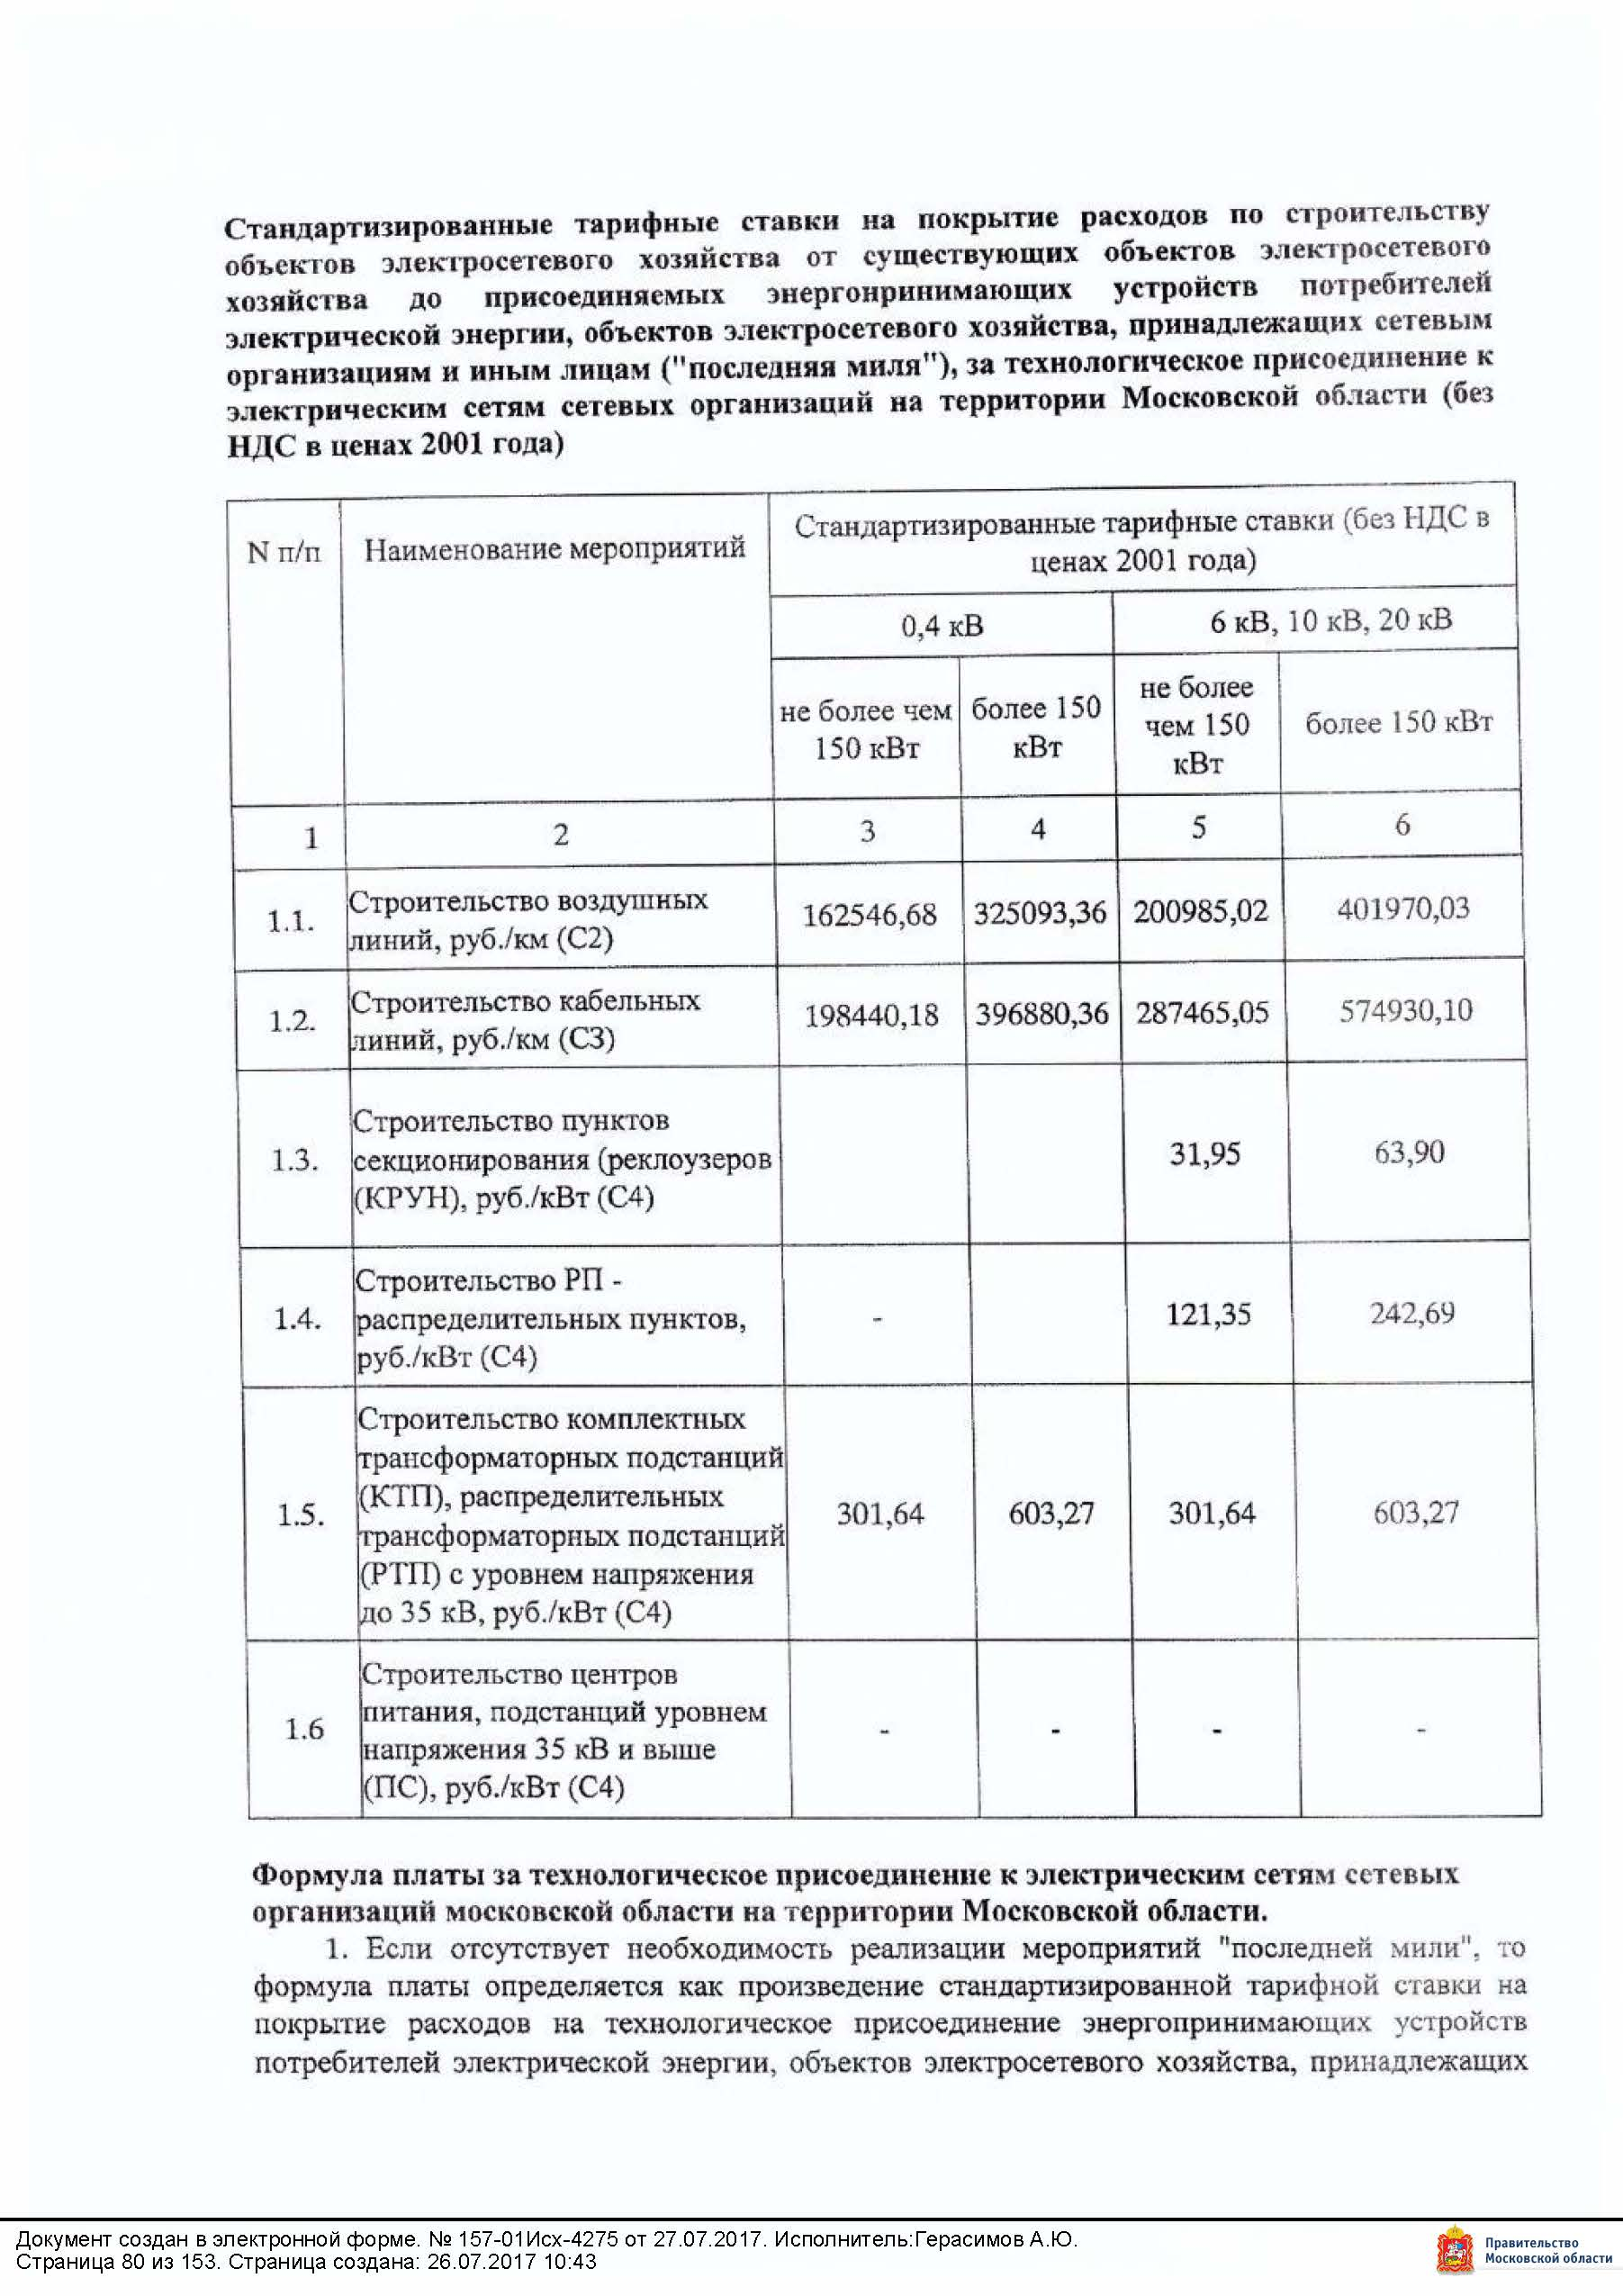 Стандартизированные тарифные ставки на покрытие расходов по строительству
объектов электросетевого хозяйства от существующих объектов электросетевого
хозяйства до присоединяемых энергопринимающих устройств потребителей
электрической энергии, объектов электросетевого хозяйства, принадлежащих сетевым
организациям и иным лицам ("последняя миля"), за технологическое присоединение к
электрическим сетям сетевых организаций на территории Московской области (без
НДС в ценах 2001 года)
N п/п
Наименование мероприятий
Стандартизированные тарифные ставки (без НДС в
ценах 2001 года)
0,4 кВ
6 кВ, 10 кВ, 20 кВ
не более чем
150 кВт
более 150
кВт
не более
чем 150
кВт
более 150 кВт
1 2 3 4 5 6
1.1.
Строительство воздушных
линий, руб./км (С2)
162546,68 325093,36 200985,02 401970,03
1.2.
Строительство кабельных
линий, руб./км (С3)
198440,18 396880,36 287465,05 574930,10
1.3.
Строительство пунктов
секционирования (реклоузеров
(КРУН), руб./кВт (С4)
31,95 63,90
1.4.
Строительство РП -
распределительных пунктов,
руб./кВт (С4)
- 121,35 242,69
1.5.
Строительство комплектных
трансформаторных подстанций
(КТП), распределительных
трансформаторных подстанций
(РТП) с уровнем напряжения
до 35 кВ, руб./кВт (С4)
301,64 603,27 301,64 603,27
1.6
Строительство центров
питания, подстанций уровнем
напряжения 35 кВ и выше
(ПС), руб./кВт (С4)
- - - -
Формула платы за технологическое присоединение к электрическим сетям сетевых
организаций московской области на территории Московской области.
1. Если отсутствует необходимость реализации мероприятий "последней мили", то
формула платы определяется как произведение стандартизированной тарифной ставки на
покрытие расходов на технологическое присоединение энергопринимающих устройств
потребителей электрической энергии, объектов электросетевого хозяйства, принадлежащих
Документ создан в электронной форме. № 157-01Исх-4275 от 27.07.2017. Исполнитель:Герасимов А.Ю.
Страница 80 из 153. Страница создана: 26.07.2017 10:43
Правительство
Московской области